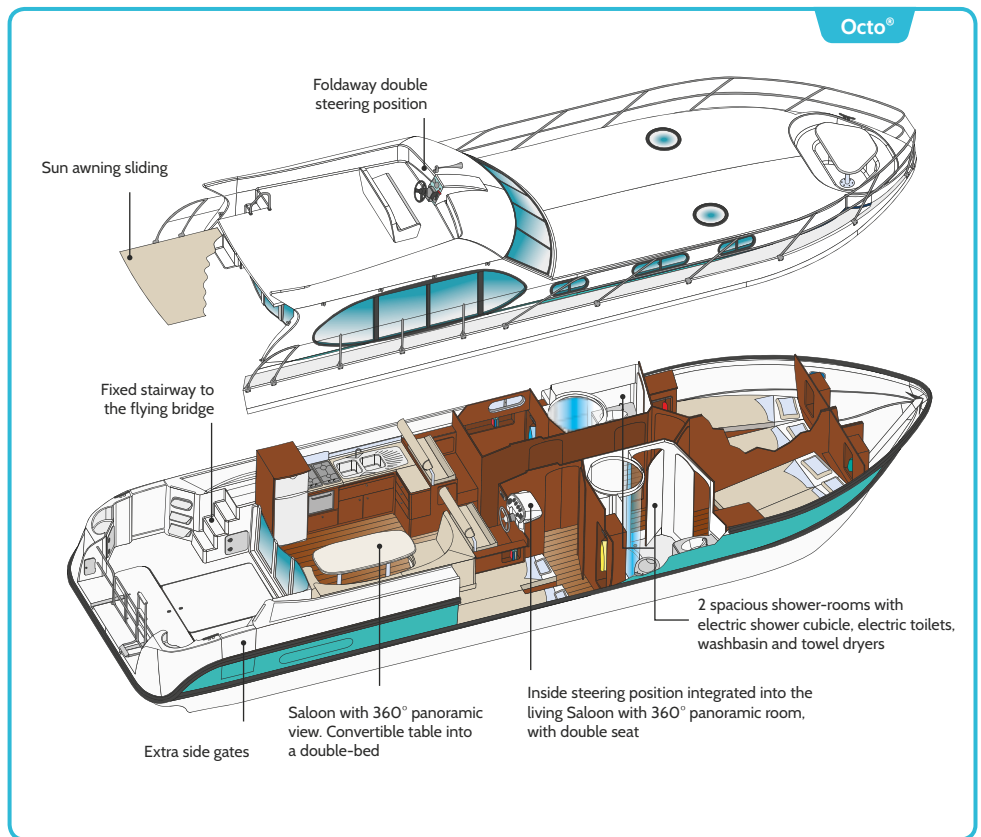 Octo®
Foldaway double
steering position
Sun awning sliding
Fixed stairway to
the flying bridge
2 spacious shower-rooms with
electric shower cubicle, electric toilets,
washbasin and towel dryers
Inside steering position integrated into the
living Saloon with 360° panoramic room,
with double seat
Saloon with 360° panoramic
view. Convertible table into
a double-bed
Extra side gates